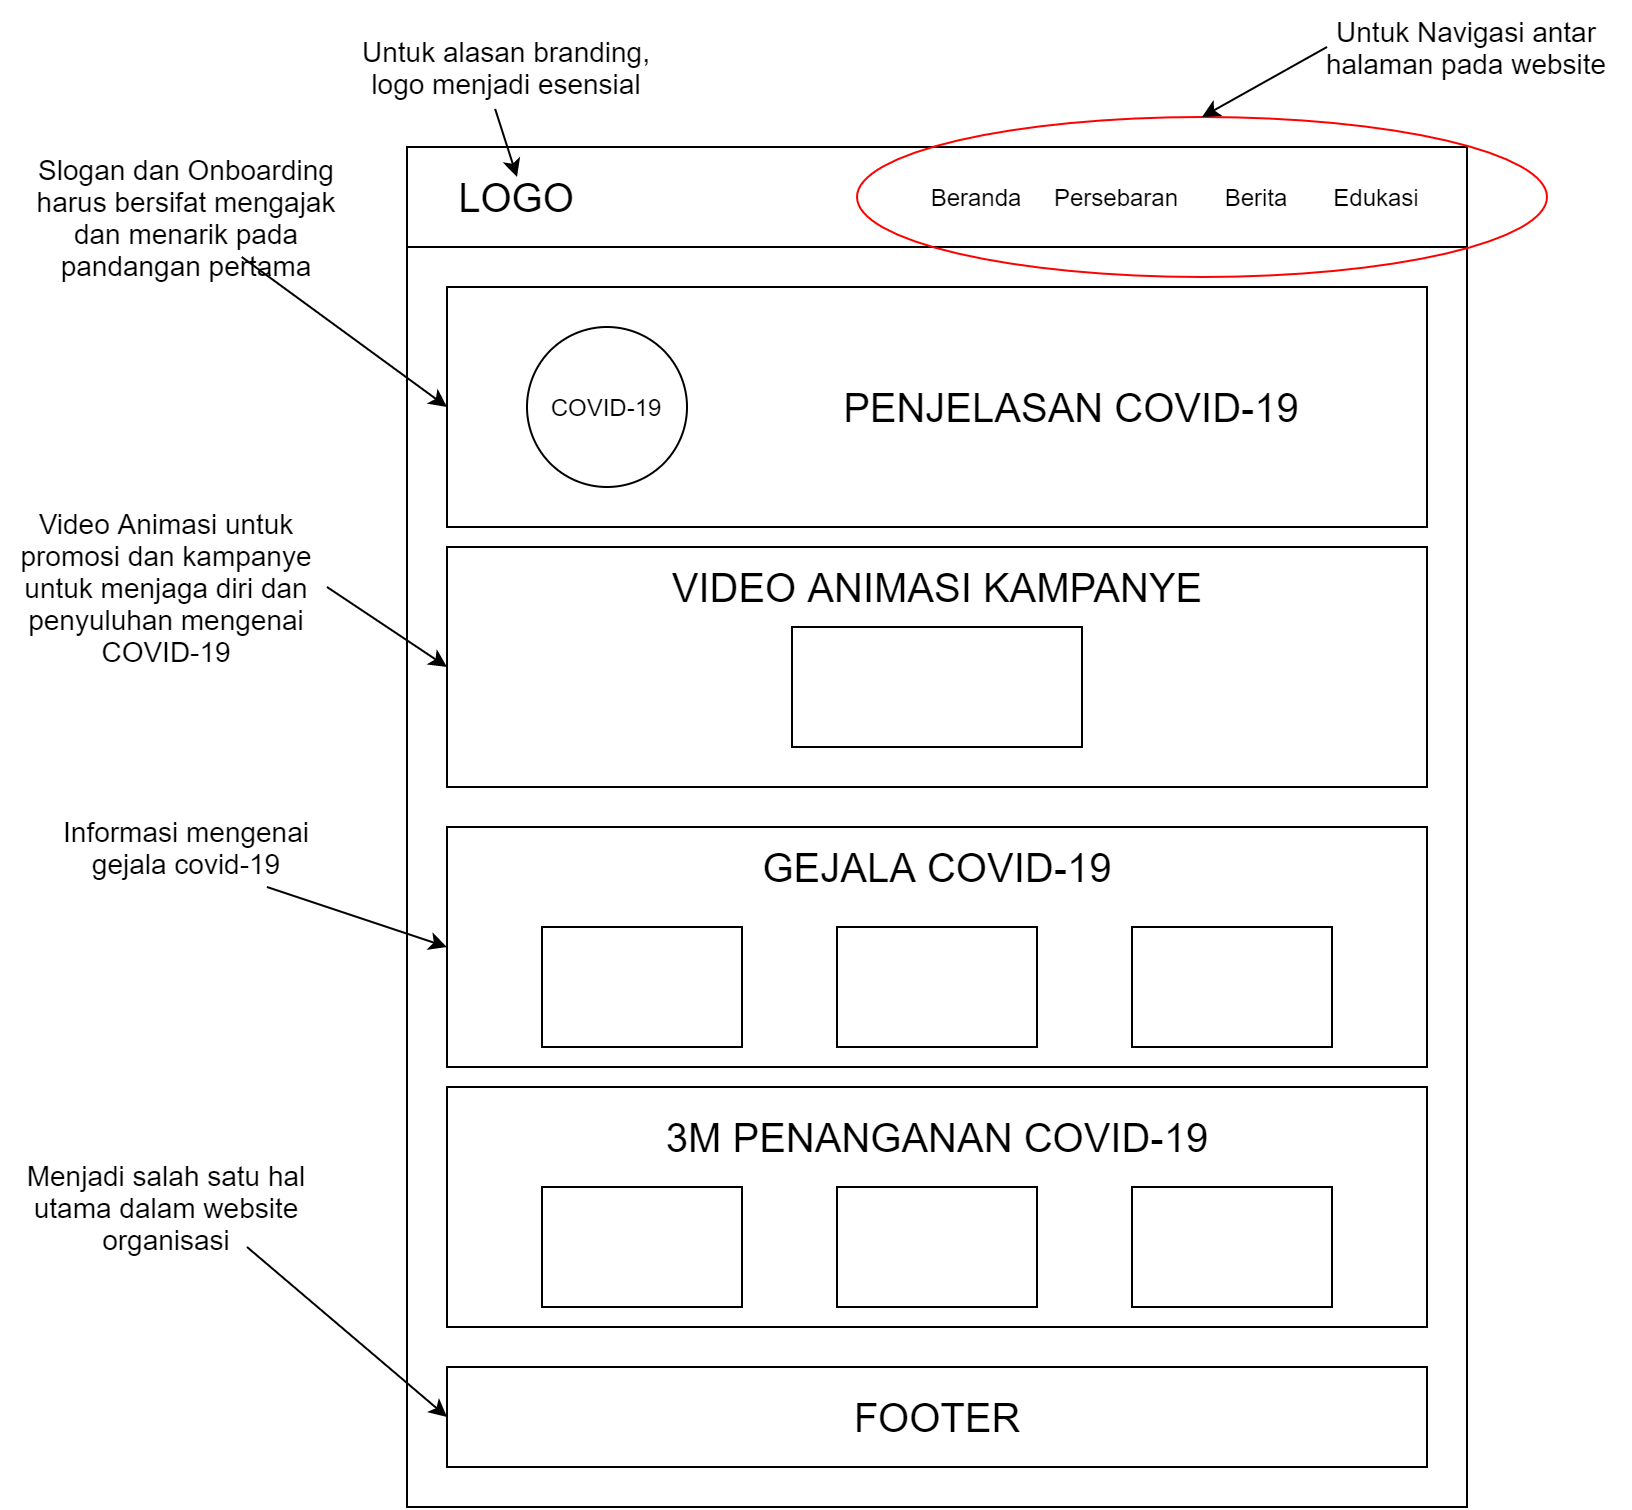 Untuk alasan branding,
logo menjadi esensial
Untuk Navigasi antar
halaman pada website
Slogan dan Onboarding
harus bersifat mengajak
dan menarik pada
pandangan pertama
LOGO
Beranda Persebaran Berita Edukasi
COVID-19
PENJELASAN COVID-19
Video Animasi untuk
promosi dan kampanye
untuk menjaga diri dan
penyuluhan mengenai
COVID-19
VIDEO ANIMASI KAMPANYE
Informasi mengenai
gejala covid-19
GEJALA COVID-19
3M PENANGANAN COVID-19
Menjadi salah satu hal
utama dalam website
organisasi
FOOTER